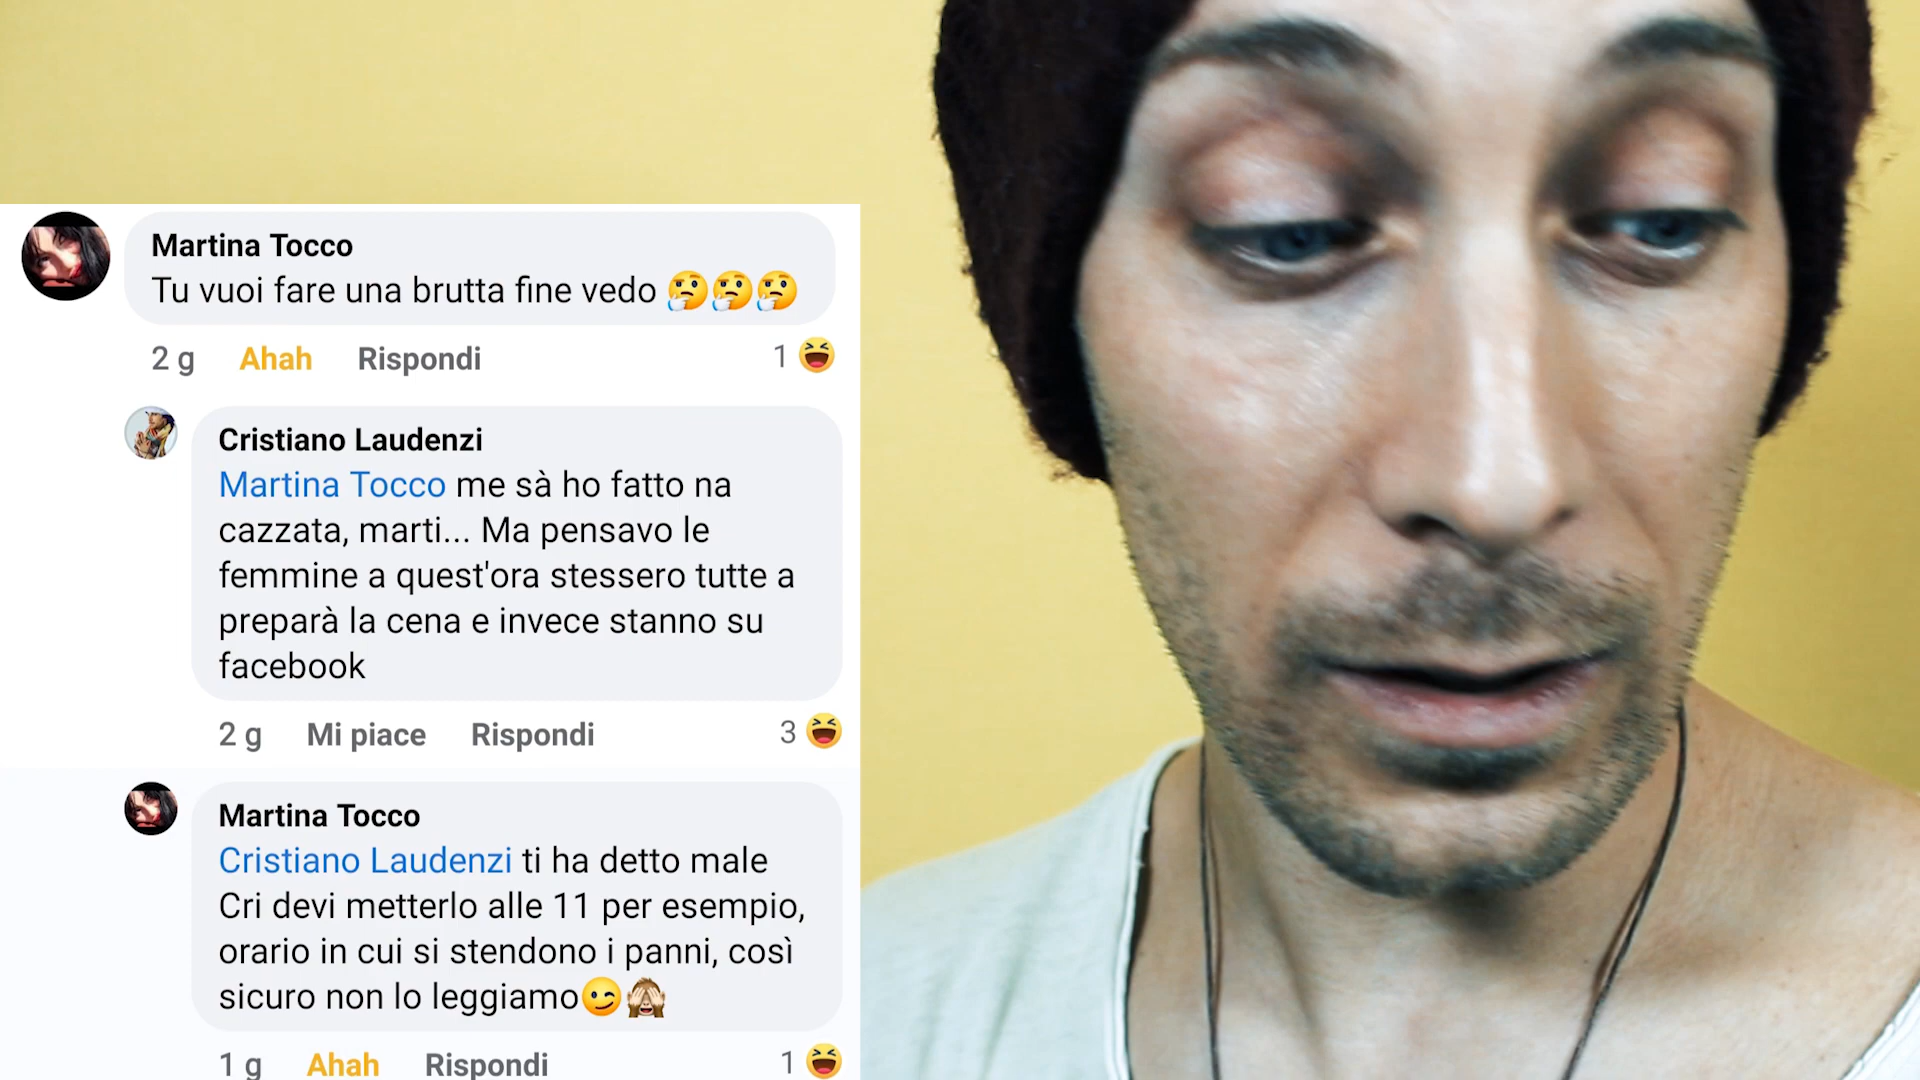 Martina Tocco
Tu vuoi fare una brutta fine vedo 🤔🤔🤔
2 g Ahah Rispondi 1
Cristiano Laudenzi
Martina Tocco me sà ho fatto na
cazzata, marti... Ma pensavo le
femmine a quest'ora stessero tutte a
preparà la cena e invece stanno su
facebook
2 g Mi piace Rispondi 3
Martina Tocco
Cristiano Laudenzi ti ha detto male
Cri devi metterlo alle 11 per esempio,
orario in cui si stendono i panni, così
sicuro non lo leggiamo😉🙈
1 g Ahah Rispondi 1